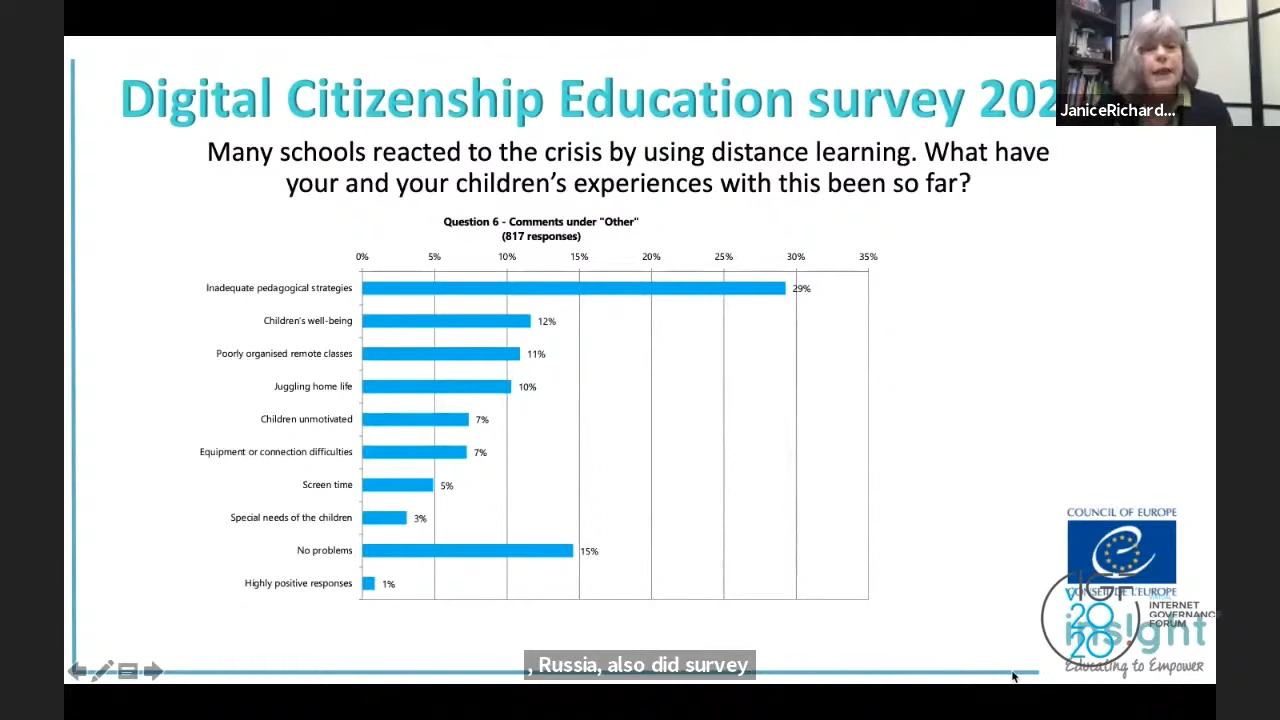 Digital Citizenship Education survey 202
JaniceRichard...
Many schools reacted to the crisis by using distance learning. What have
your and your children's experiences with this been so far?
Question 6 - Comments under "Other"
(817 responses)
0% 5% 10% 15% 20% 25% 30% 35%
Inadequate pedagogical strategies 29%
Children's well-being 12%
Poorly organised remote classes 11%
Juggling home life 10%
Children unmotivated 7%
Equipment or connection difficulties 7%
Screen time 5%
Special needs of the children 3%
No problems 15%
Highly positive responses 1%
COUNCIL OF EUROPE
CONSEIL DE L'EUROPE
IGF
2020
INTERNET
GOVERNANCE
FORUM
insight
Educating to Empower
, Russia, also did survey